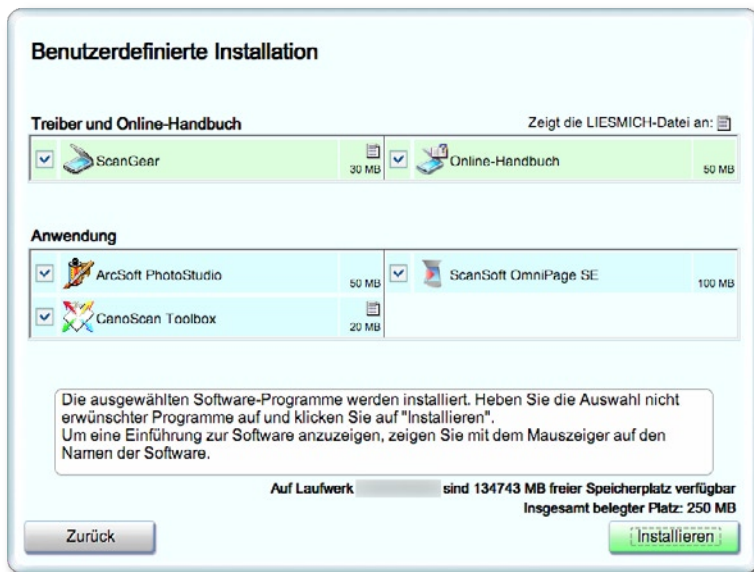 Benutzerdefinierte Installation
Treiber und Online-Handbuch
Zeigt die LIESMICH-Datei an:
ScanGear
30 MB
Online-Handbuch
50 MB
Anwendung
ArcSoft PhotoStudio
50 MB
ScanSoft OmniPage SE
100 MB
CanoScan Toolbox
20 MB
Die ausgewählten Software-Programme werden installiert. Heben Sie die Auswahl nicht
erwünschter Programme auf und klicken Sie auf "Installieren".
Um eine Einführung zur Software anzuzeigen, zeigen Sie mit dem Mauszeiger auf den
Namen der Software.
Auf Laufwerk sind 134743 MB freier Speicherplatz verfügbar
Insgesamt belegter Platz: 250 MB
Zurück
Installieren